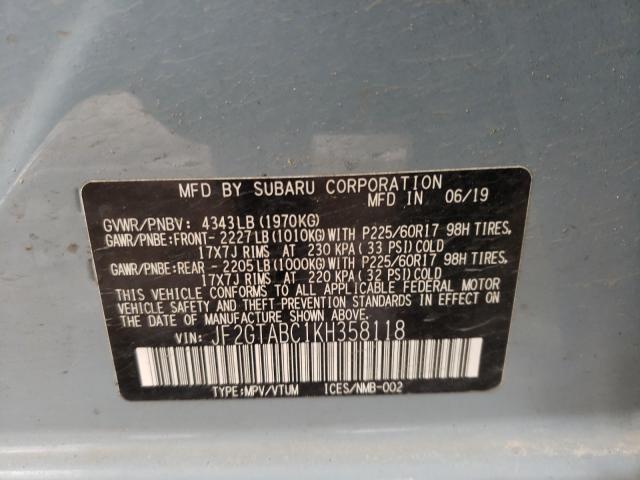 MFD BY SUBARU CORPORATION
MFD IN 06/19
GVWR/PNBV: 4343LB(1970KG)
GAWR/PNBE:FRONT- 2227LB(1010KG)WITH P225/60R17 98H TIRES,
17X7J RIMS AT 230 KPA(33 PSI)COLD
GAWR/PNBE:REAR - 2205LB(1000KG)WITH P225/60R17 98H TIRES,
17X7J RIMS AT 220 KPA(32 PSI)COLD
THIS VEHICLE CONFORMS TO ALL APPLICABLE FEDERAL MOTOR
VEHICLE SAFETY AND THEFT PREVENTION STANDARDS IN EFFECT
ON THE DATE OF MANUFACTURE SHOWN ABOVE.
VIN: JF2GTABC1KH358118
TYPE:MPV/VTUM ICES/NMB-002